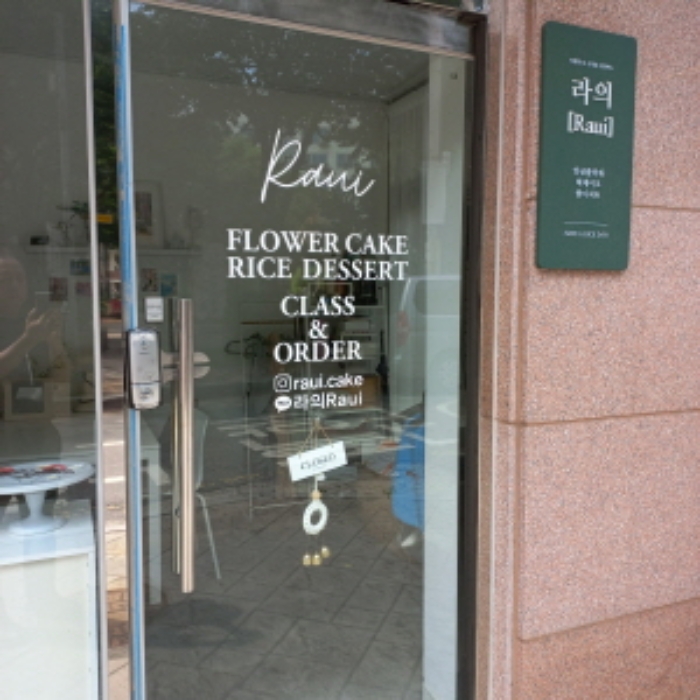 Raui
FLOWER CAKE
RICE DESSERT
CLASS
&
ORDER
raui.cake
라의Raui
CLOSED
라의
[Raui]